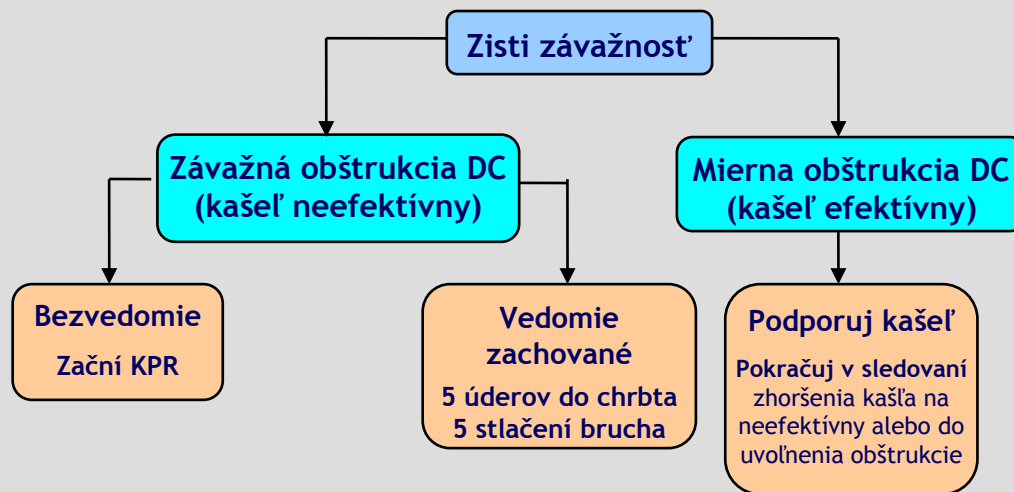 Zisti závažnosť
Závažná obštrukcia DC
(kašeľ neefektívny)
Mierna obštrukcia DC
(kašeľ efektívny)
Bezvedomie
Zační KPR
Vedomie
zachované
5 úderov do chrbta
5 stlačení brucha
Podporuj kašeľ
Pokračuj v sledovaní
zhoršenia kašľa na
neefektívny alebo do
uvoľnenia obštrukcie